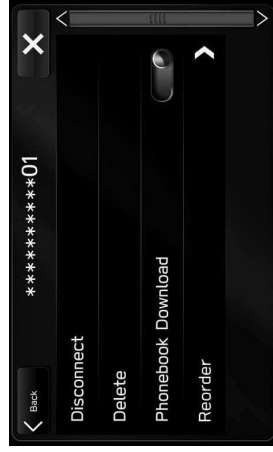 Back
**********01
Disconnect
Delete
Phonebook Download
Reorder